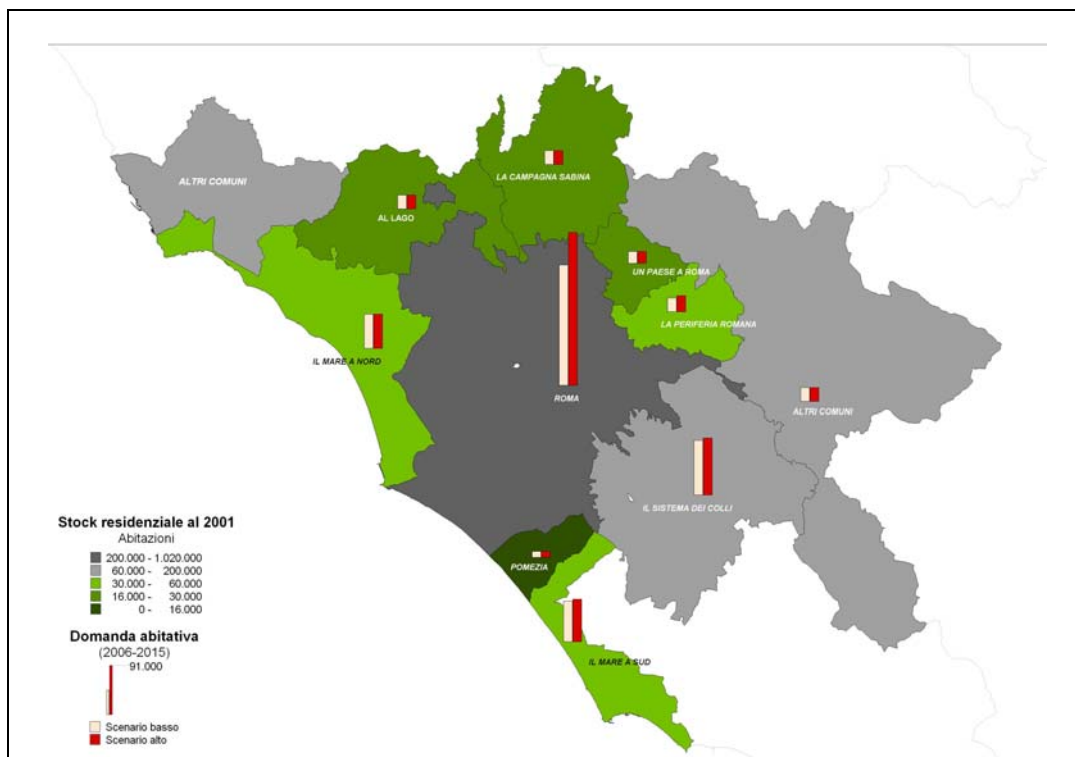 ALTRI COMUNI
LA CAMPAGNA SABINA
AL LAGO
UN PAESE A ROMA
LA PERIFERIA ROMANA
IL MARE A NORD
ROMA
ALTRI COMUNI
IL SISTEMA DEI COLLI
POMEZIA
IL MARE A SUD
Stock residenziale al 2001
Abitazioni
200.000 - 1.020.000
60.000 - 200.000
30.000 - 60.000
16.000 - 30.000
0 - 16.000
Domanda abitativa
(2006-2015)
91.000
Scenario basso
Scenario alto